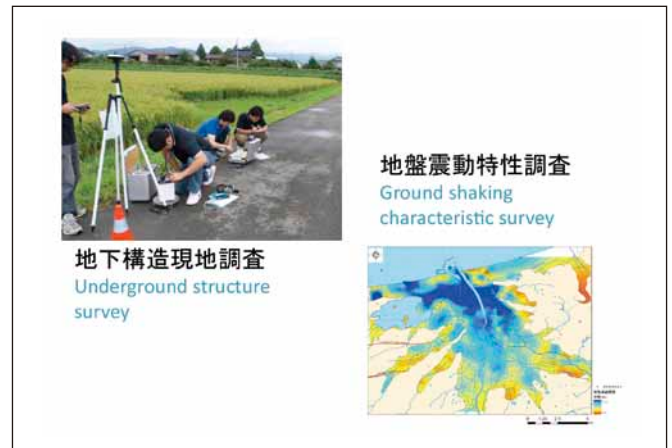 地下構造現地調査
Underground structure
survey
地盤震動特性調査
Ground shaking
characteristic survey